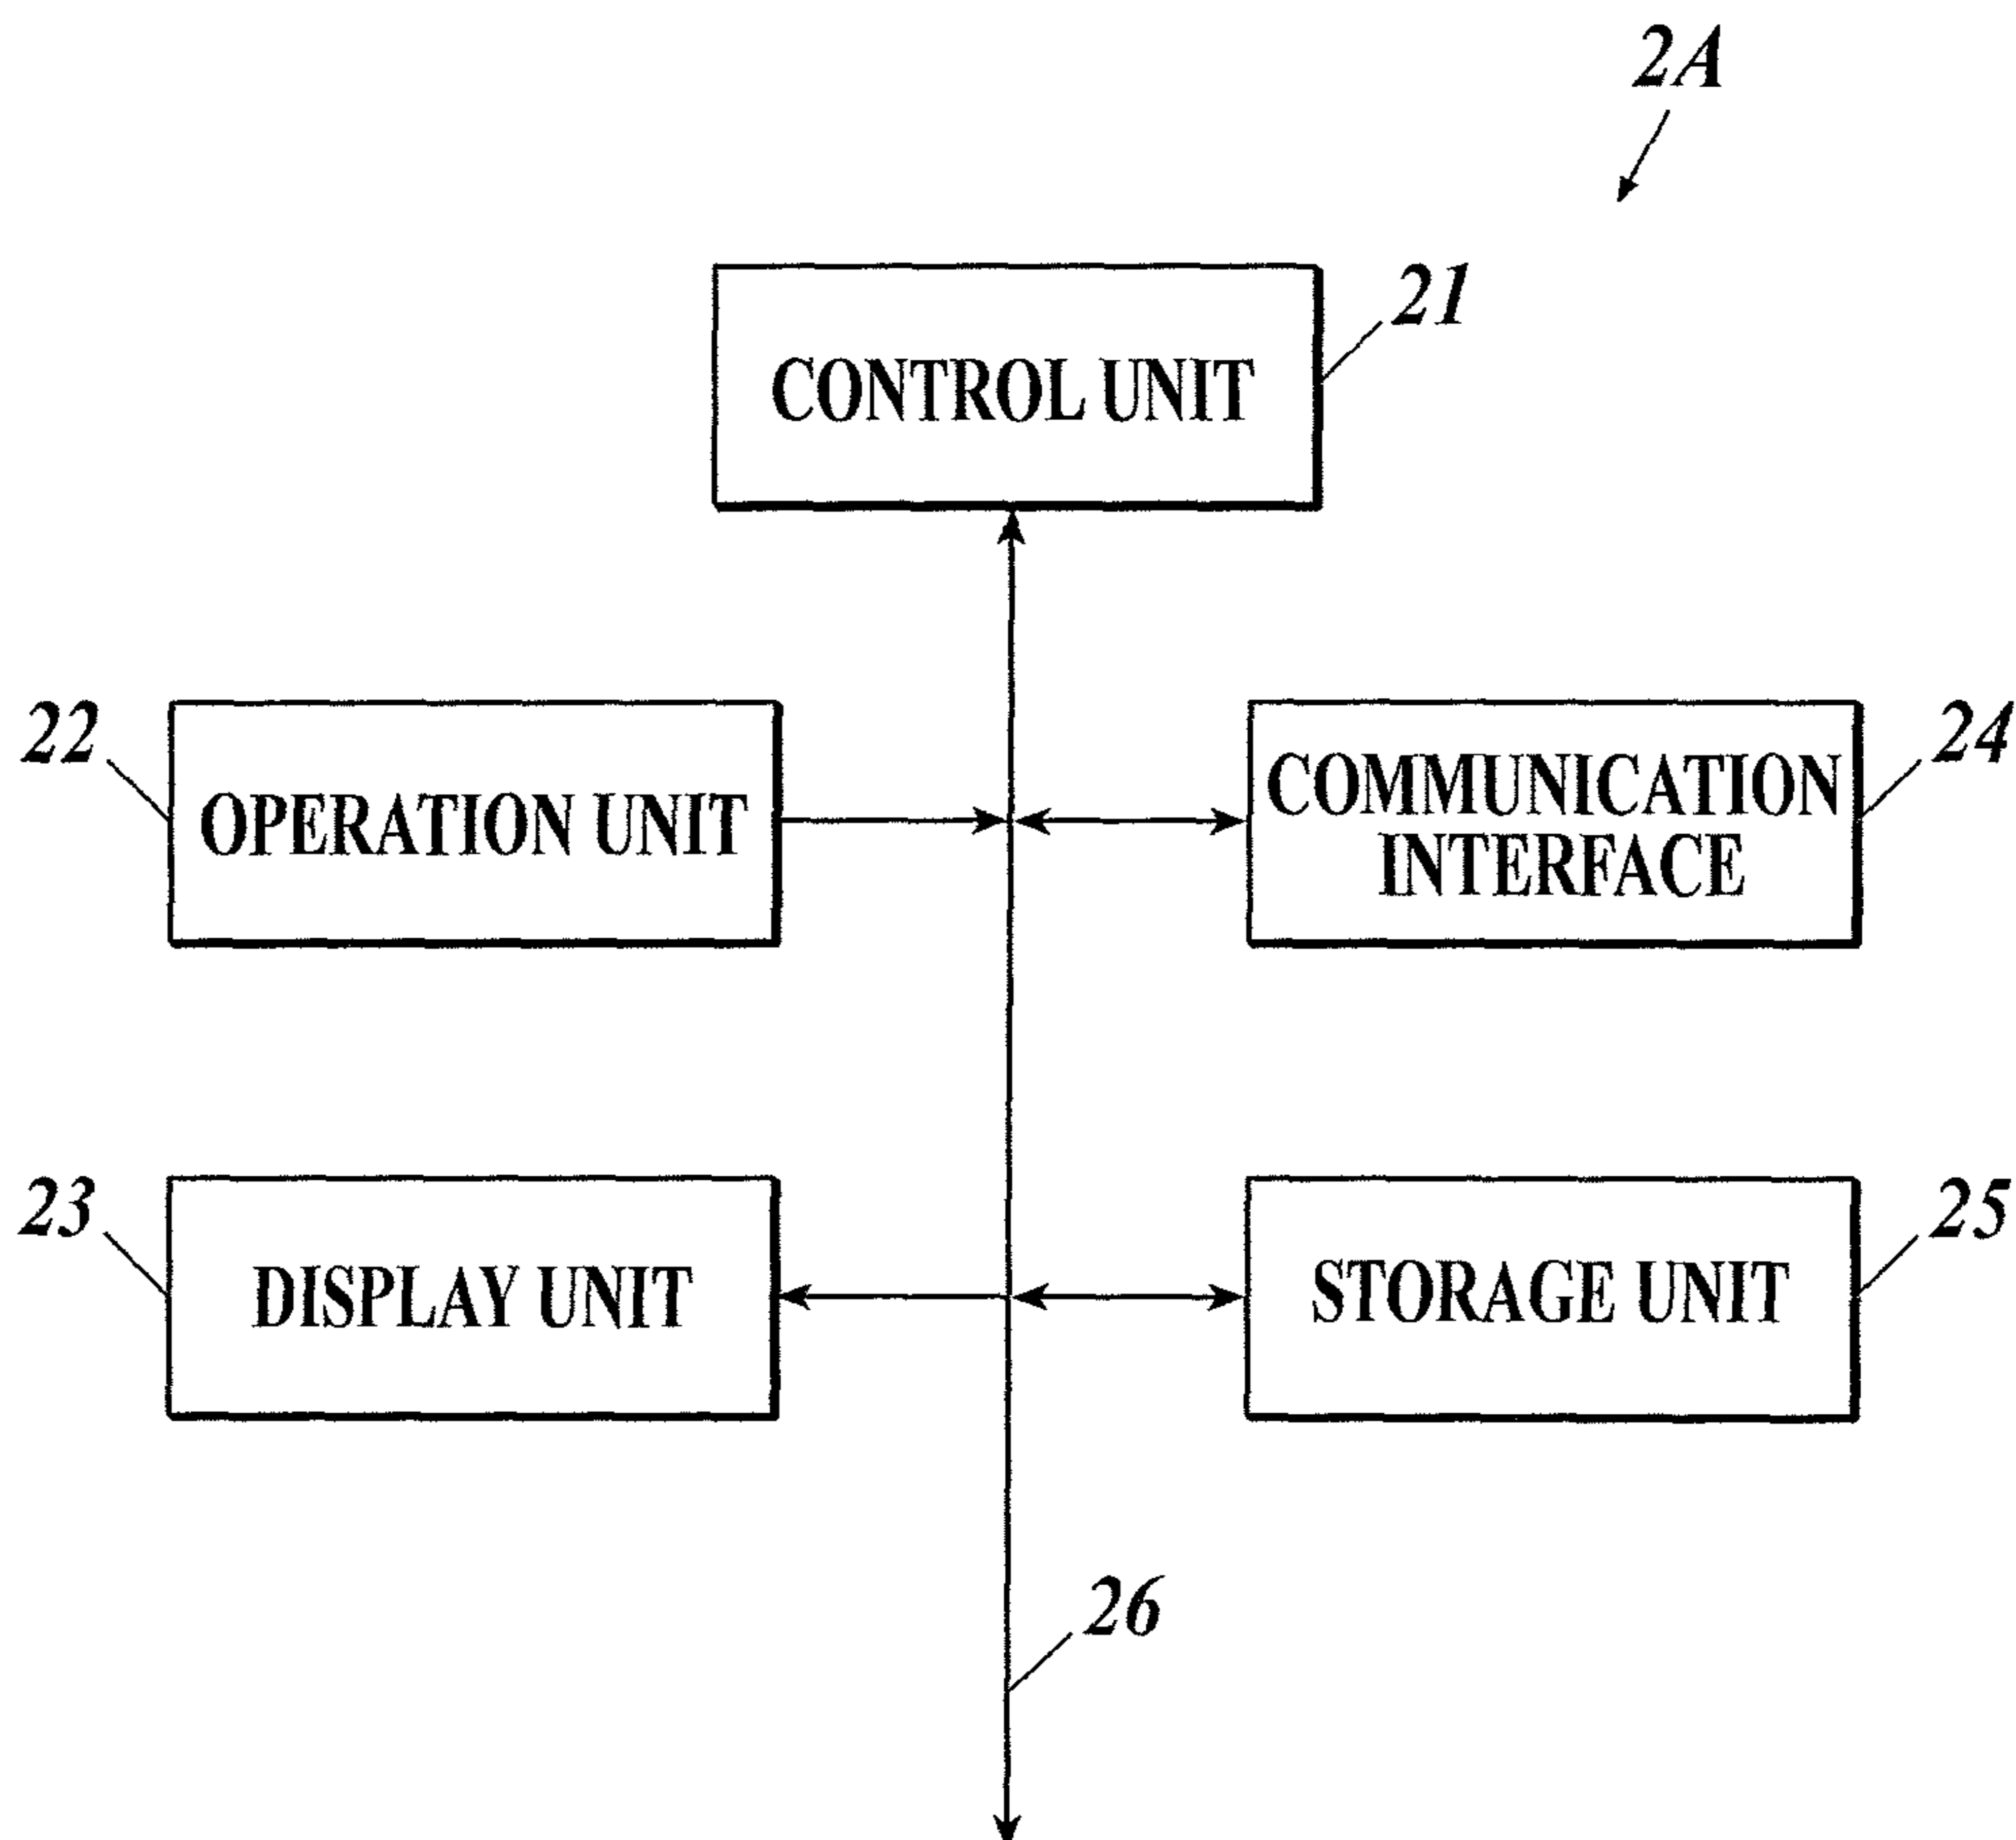 2A
CONTROL UNIT
21
22
OPERATION UNIT
COMMUNICATION
INTERFACE
24
23
DISPLAY UNIT
STORAGE UNIT
25
26